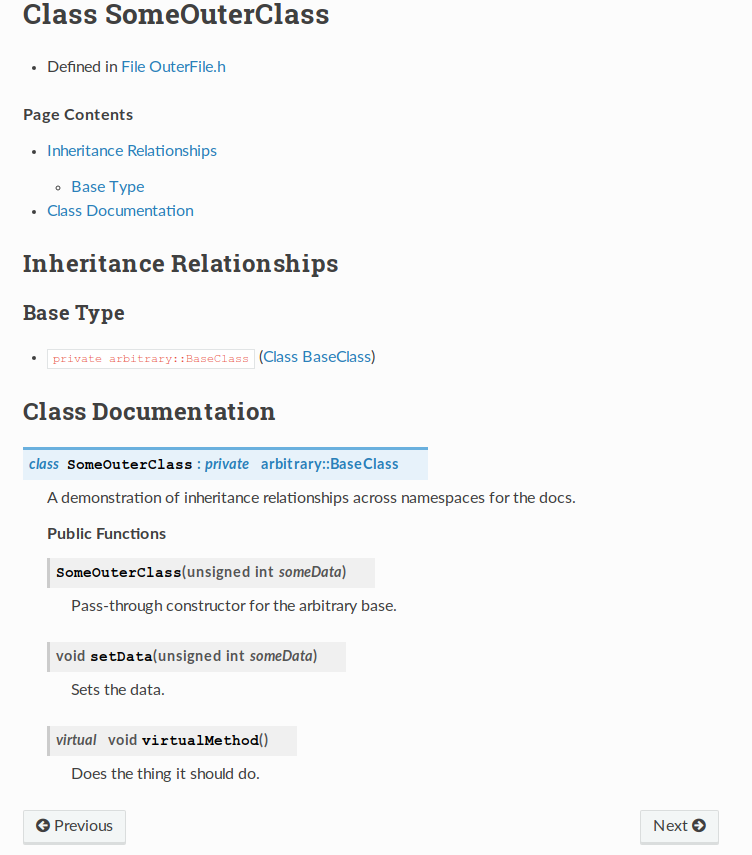 Class SomeOuterClass
• Defined in File OuterFile.h
Page Contents
• Inheritance Relationships
◦ Base Type
• Class Documentation
Inheritance Relationships
Base Type
• private arbitrary::BaseClass (Class BaseClass)
Class Documentation
class SomeOuterClass : private arbitrary::BaseClass
A demonstration of inheritance relationships across namespaces for the docs.
Public Functions
SomeOuterClass(unsigned int someData)
Pass-through constructor for the arbitrary base.
void setData(unsigned int someData)
Sets the data.
virtual void virtualMethod()
Does the thing it should do.
Previous Next